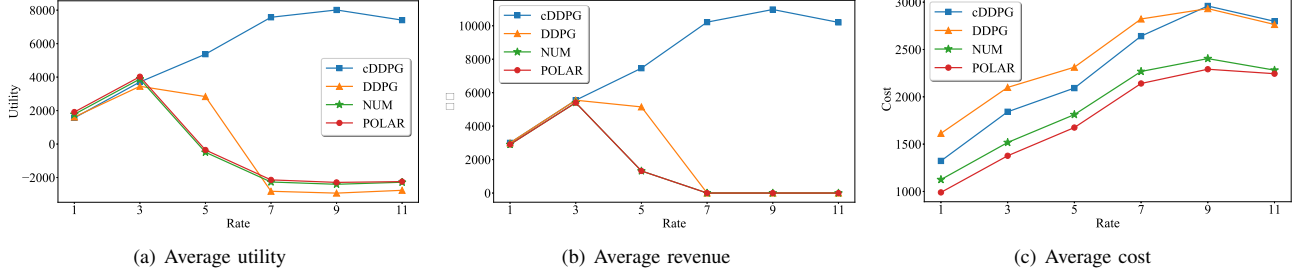 8000
6000
4000
2000
0
−2000
Utility
cDDPG
DDPG
NUM
POLAR
1 3 5 7 9 11
Rate
(a) Average utility
10000
8000
6000
4000
2000
0
□□
cDDPG
DDPG
NUM
POLAR
1 3 5 7 9 11
Rate
(b) Average revenue
3000
2500
2000
1500
1000
Cost
cDDPG
DDPG
NUM
POLAR
1 3 5 7 9 11
Rate
(c) Average cost